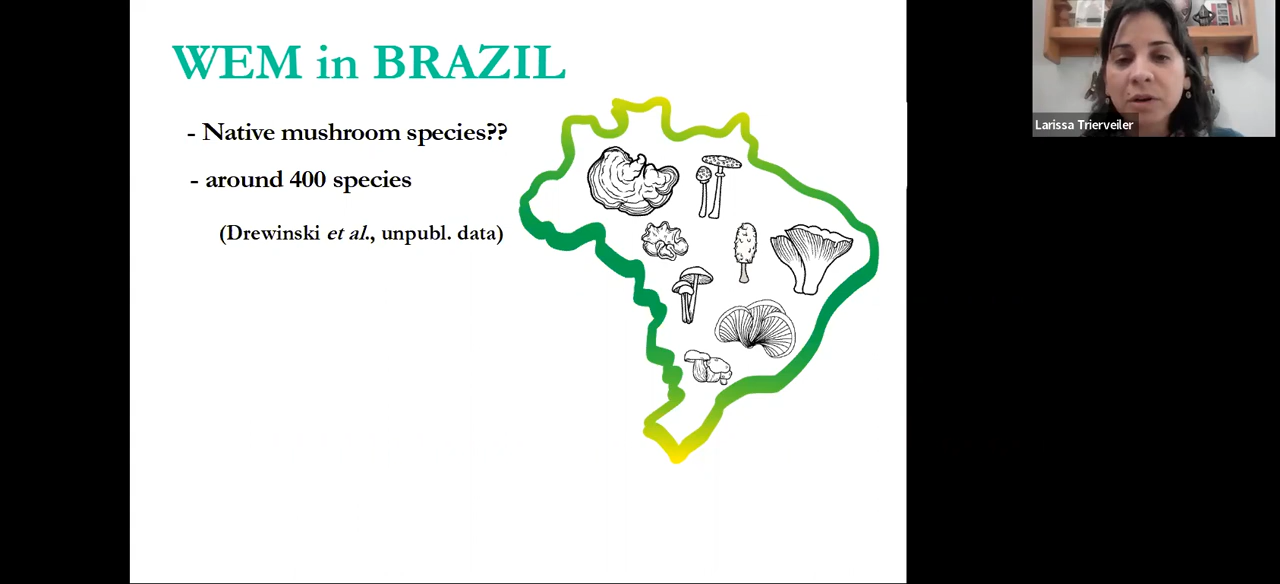 WEM in BRAZIL
- Native mushroom species??
- around 400 species
(Drewinski et al., unpubl. data)
Larissa Trierveiler